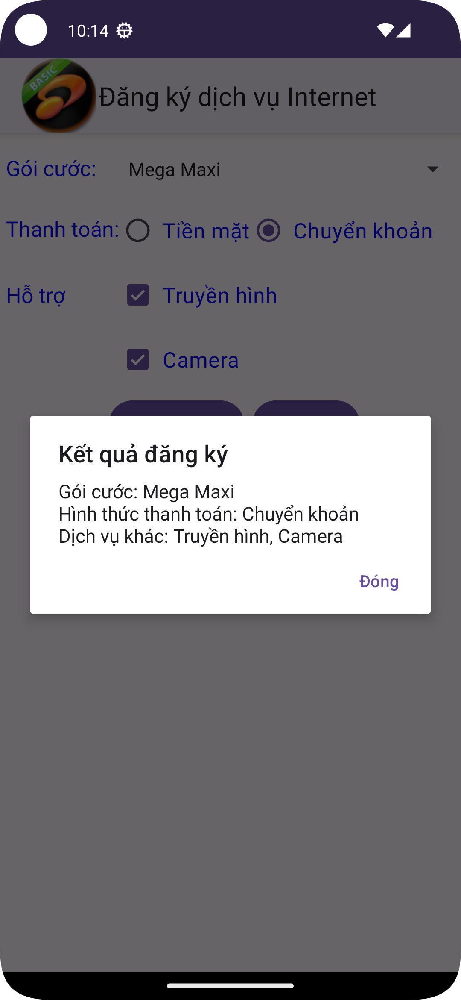 10:14
BASIC
Đăng ký dịch vụ Internet
Gói cước: Mega Maxi
Thanh toán: Tiền mặt Chuyển khoản
Hỗ trợ Truyền hình
Camera
Kết quả đăng ký
Gói cước: Mega Maxi
Hình thức thanh toán: Chuyển khoản
Dịch vụ khác: Truyền hình, Camera
Đóng